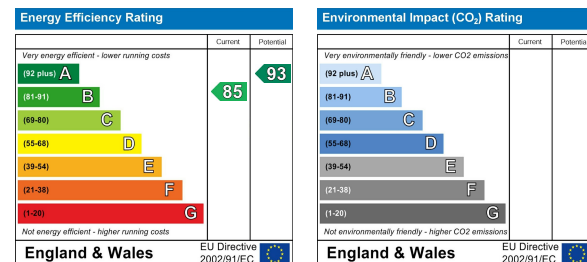 Energy Efficiency Rating
Current Potential
Very energy efficient - lower running costs
(92 plus) A
93
(81-91) B
85
(69-80) C
(55-68) D
(39-54) E
(21-38) F
(1-20) G
Not energy efficient - higher running costs
England & Wales
EU Directive
2002/91/EC
Environmental Impact (CO₂) Rating
Current Potential
Very environmentally friendly - lower CO2 emissions
(92 plus) A
(81-91) B
(69-80) C
(55-68) D
(39-54) E
(21-38) F
(1-20) G
Not environmentally friendly - higher CO2 emissions
England & Wales
EU Directive
2002/91/EC